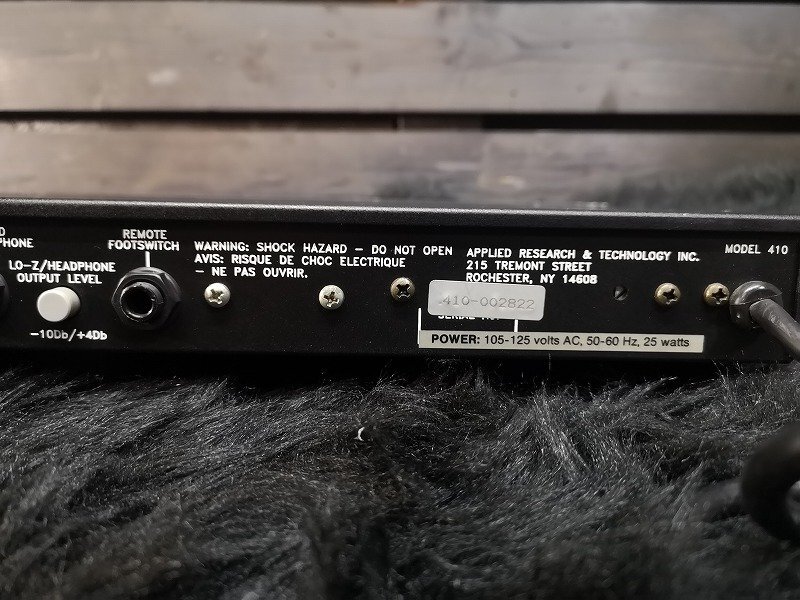 PHONE
LO-Z/HEADPHONE
OUTPUT LEVEL
-10Db/+4Db
REMOTE
FOOTSWITCH
WARNING: SHOCK HAZARD - DO NOT OPEN
AVIS: RISQUE DE CHOC ELECTRIQUE
- NE PAS OUVRIR.
APPLIED RESEARCH & TECHNOLOGY INC.
215 TREMONT STREET
ROCHESTER, NY 14608
MODEL 410
410-002822
POWER: 105-125 volts AC, 50-60 Hz, 25 watts